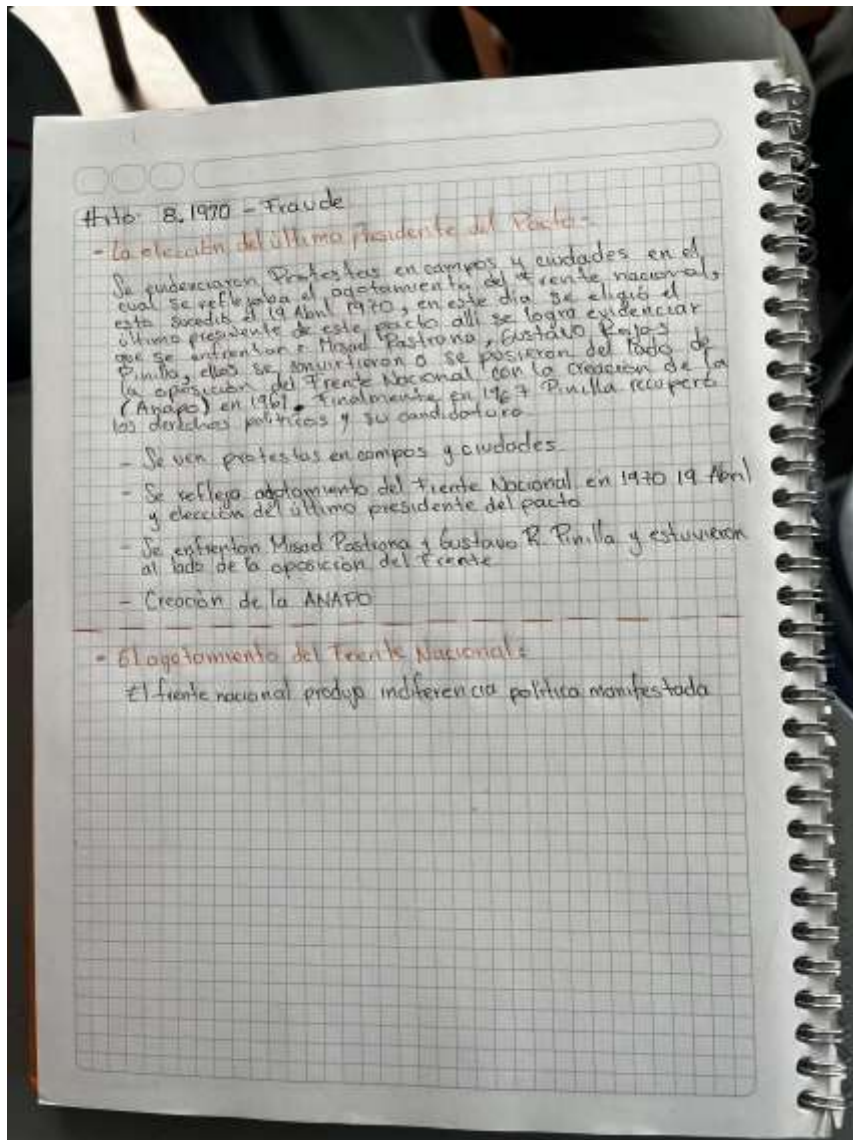 Hito 8. 1970 - Fraude
- La elección del último presidente del Pacto -
Se evidenciaron Protestas en campos y ciudades en el
cual se reflejaba el agotamiento del frente nacional,
esto sucedió el 19 Abril 1970, en este día se eligió el
último presidente de este pacto allí se logra evidenciar
que se enfrentan Misael Pastrana, Gustavo Rojas
Pinilla, ellos se convirtieron o se posieron del lado de
la oposición del Frente Nacional con la creación de la
(Anapo) en 1961. Finalmente en 1967 Pinilla recuperó
los derechos políticos y su candidatura
- Se ven protestas en campos y ciudades
- Se refleja agotamiento del Frente Nacional en 1970 19 Abril
y elección del último presidente del pacto
- Se enfrentan Misael Pastrana y Gustavo R. Pinilla y estuvieron
al lado de la oposición del Frente
- Creación de la ANAPO
- El agotamiento del Frente Nacional:
El frente nacional produjo indiferencia política manifestada